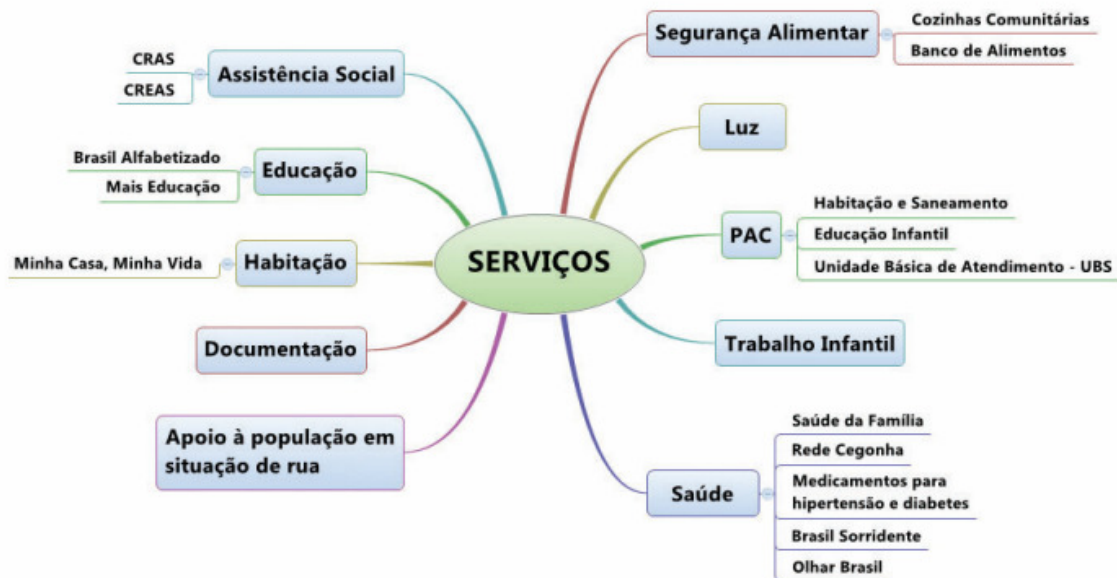 SERVIÇOS
Assistência Social
CRAS
CREAS
Educação
Brasil Alfabetizado
Mais Educação
Habitação
Minha Casa, Minha Vida
Documentação
Apoio à população em
situação de rua
Segurança Alimentar
Cozinhas Comunitárias
Banco de Alimentos
Luz
PAC
Habitação e Saneamento
Educação Infantil
Unidade Básica de Atendimento - UBS
Trabalho Infantil
Saúde
Saúde da Família
Rede Cegonha
Medicamentos para
hipertensão e diabetes
Brasil Sorridente
Olhar Brasil